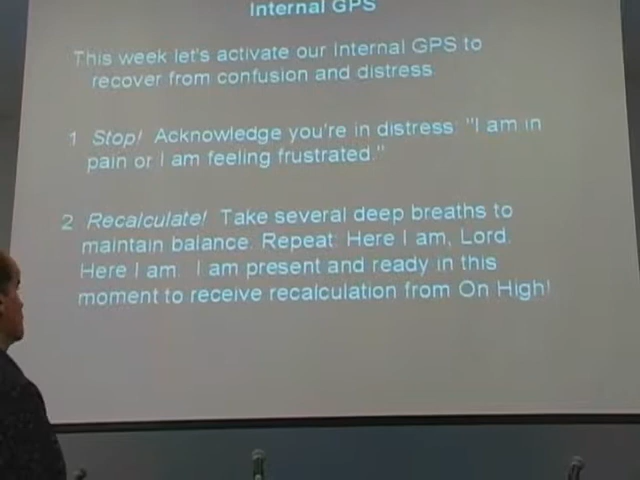 Internal GPS
This week let's activate our Internal GPS to
recover from confusion and distress
1 Stop! Acknowledge you're in distress: "I am in
pain or I am feeling frustrated."
2 Recalculate! Take several deep breaths to
maintain balance. Repeat: Here I am, Lord.
Here I am. I am present and ready in this
moment to receive recalculation from On High!